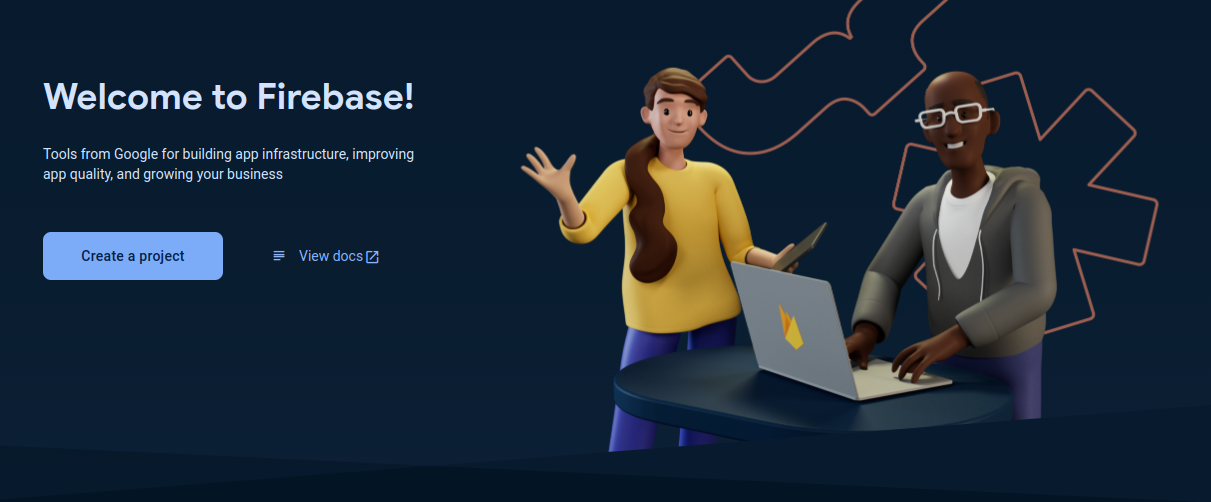 Welcome to Firebase!
Tools from Google for building app infrastructure, improving
app quality, and growing your business
Create a project
View docs